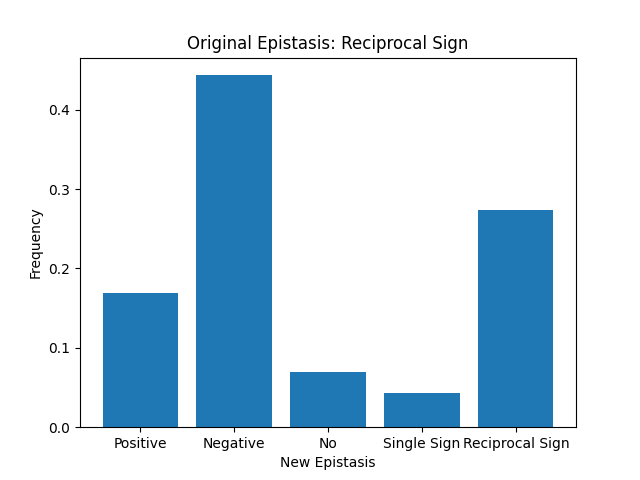 Original Epistasis: Reciprocal Sign
Frequency
0.4
0.3
0.2
0.1
0.0
Positive Negative No Single Sign Reciprocal Sign
New Epistasis